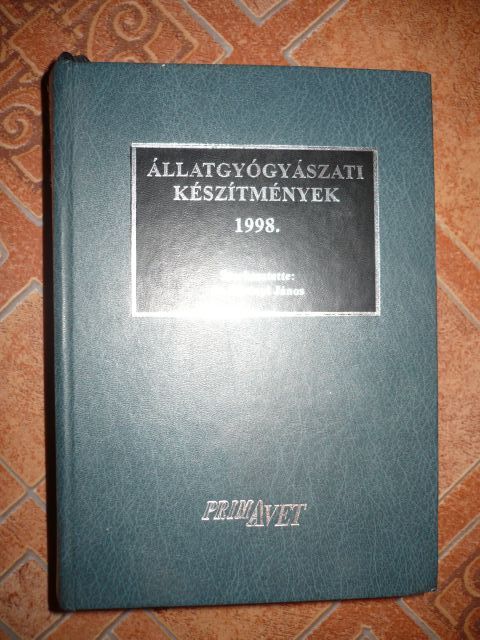 ÁLLATGYÓGYÁSZATI
KÉSZÍTMÉNYEK
1998.
János
PRIMAVET